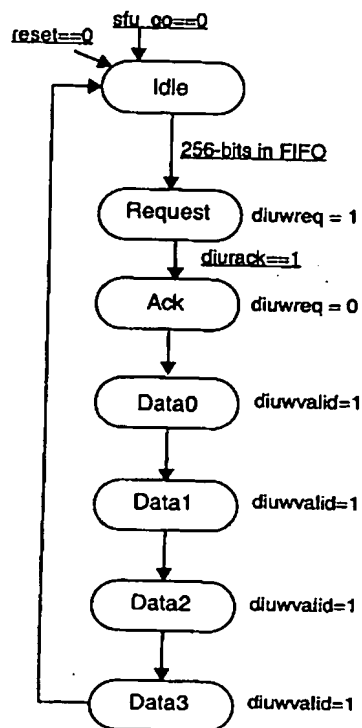 sfu_go==0
reset==0
Idle
256-bits in FIFO
Request
diuwreq = 1
diurack==1
Ack
diuwreq = 0
Data0
diuwvalid=1
Data1
diuwvalid=1
Data2
diuwvalid=1
Data3
diuwvalid=1